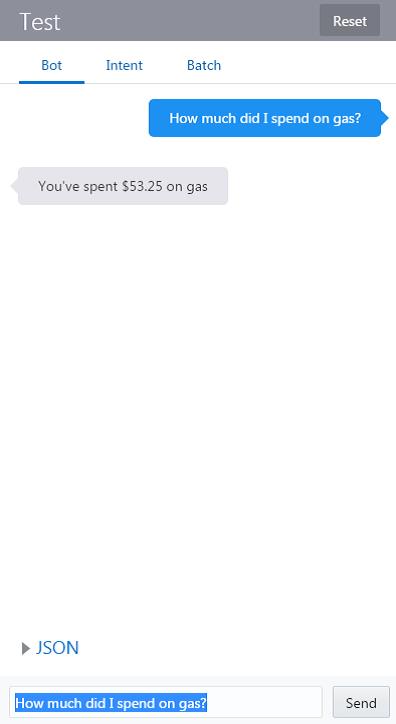 Test
Reset
Bot Intent Batch
How much did I spend on gas?
You've spent $53.25 on gas
JSON
How much did I spend on gas?
Send